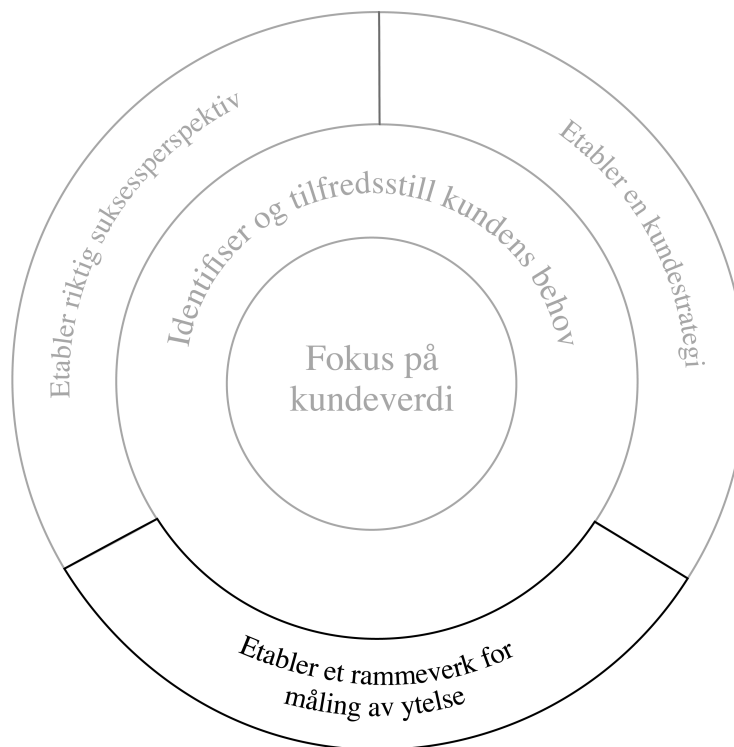 Etabler riktig suksessperspektiv
Etabler en kundestrategi
Identifiser og tilfredsstill kundens behov
Fokus på
kundeverdi
Etabler et rammeverk for
måling av ytelse